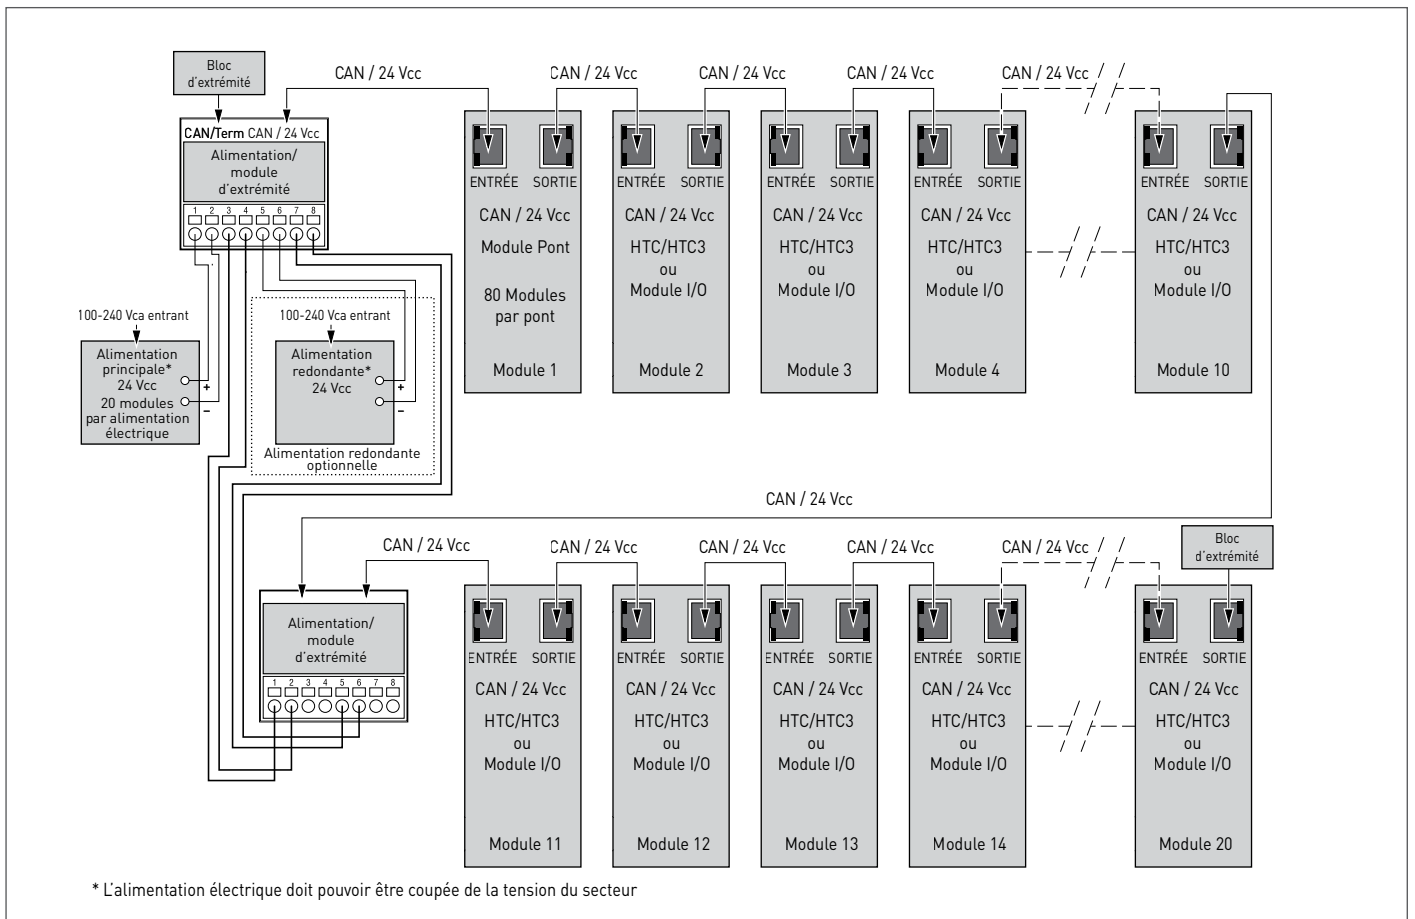 Bloc
d'extrémité
CAN / 24 Vcc
CAN / 24 Vcc
CAN / 24 Vcc
CAN / 24 Vcc
CAN / 24 Vcc
CAN/Term CAN / 24 Vcc
Alimentation/
module
d'extrémité
1 2 3 4 5 6 7 8
ENTRÉE SORTIE
CAN / 24 Vcc
Module Pont
80 Modules
par pont
Module 1
ENTRÉE SORTIE
CAN / 24 Vcc
HTC/HTC3
ou
Module I/O
Module 2
ENTRÉE SORTIE
CAN / 24 Vcc
HTC/HTC3
ou
Module I/O
Module 3
ENTRÉE SORTIE
CAN / 24 Vcc
HTC/HTC3
ou
Module I/O
Module 4
ENTRÉE SORTIE
CAN / 24 Vcc
HTC/HTC3
ou
Module I/O
Module 10
100-240 Vca entrant
Alimentation
principale*
24 Vcc
20 modules
par alimentation
électrique
+
–
100-240 Vca entrant
Alimentation
redondante*
24 Vcc
+
–
Alimentation redondante
optionnelle
CAN / 24 Vcc
CAN / 24 Vcc
CAN / 24 Vcc
CAN / 24 Vcc
CAN / 24 Vcc
CAN / 24 Vcc
Bloc
d'extrémité
Alimentation/
module
d'extrémité
1 2 3 4 5 6 7 8
ENTRÉE SORTIE
CAN / 24 Vcc
HTC/HTC3
ou
Module I/O
Module 11
ENTRÉE SORTIE
CAN / 24 Vcc
HTC/HTC3
ou
Module I/O
Module 12
ENTRÉE SORTIE
CAN / 24 Vcc
HTC/HTC3
ou
Module I/O
Module 13
ENTRÉE SORTIE
CAN / 24 Vcc
HTC/HTC3
ou
Module I/O
Module 14
ENTRÉE SORTIE
CAN / 24 Vcc
HTC/HTC3
ou
Module I/O
Module 20
* L'alimentation électrique doit pouvoir être coupée de la tension du secteur